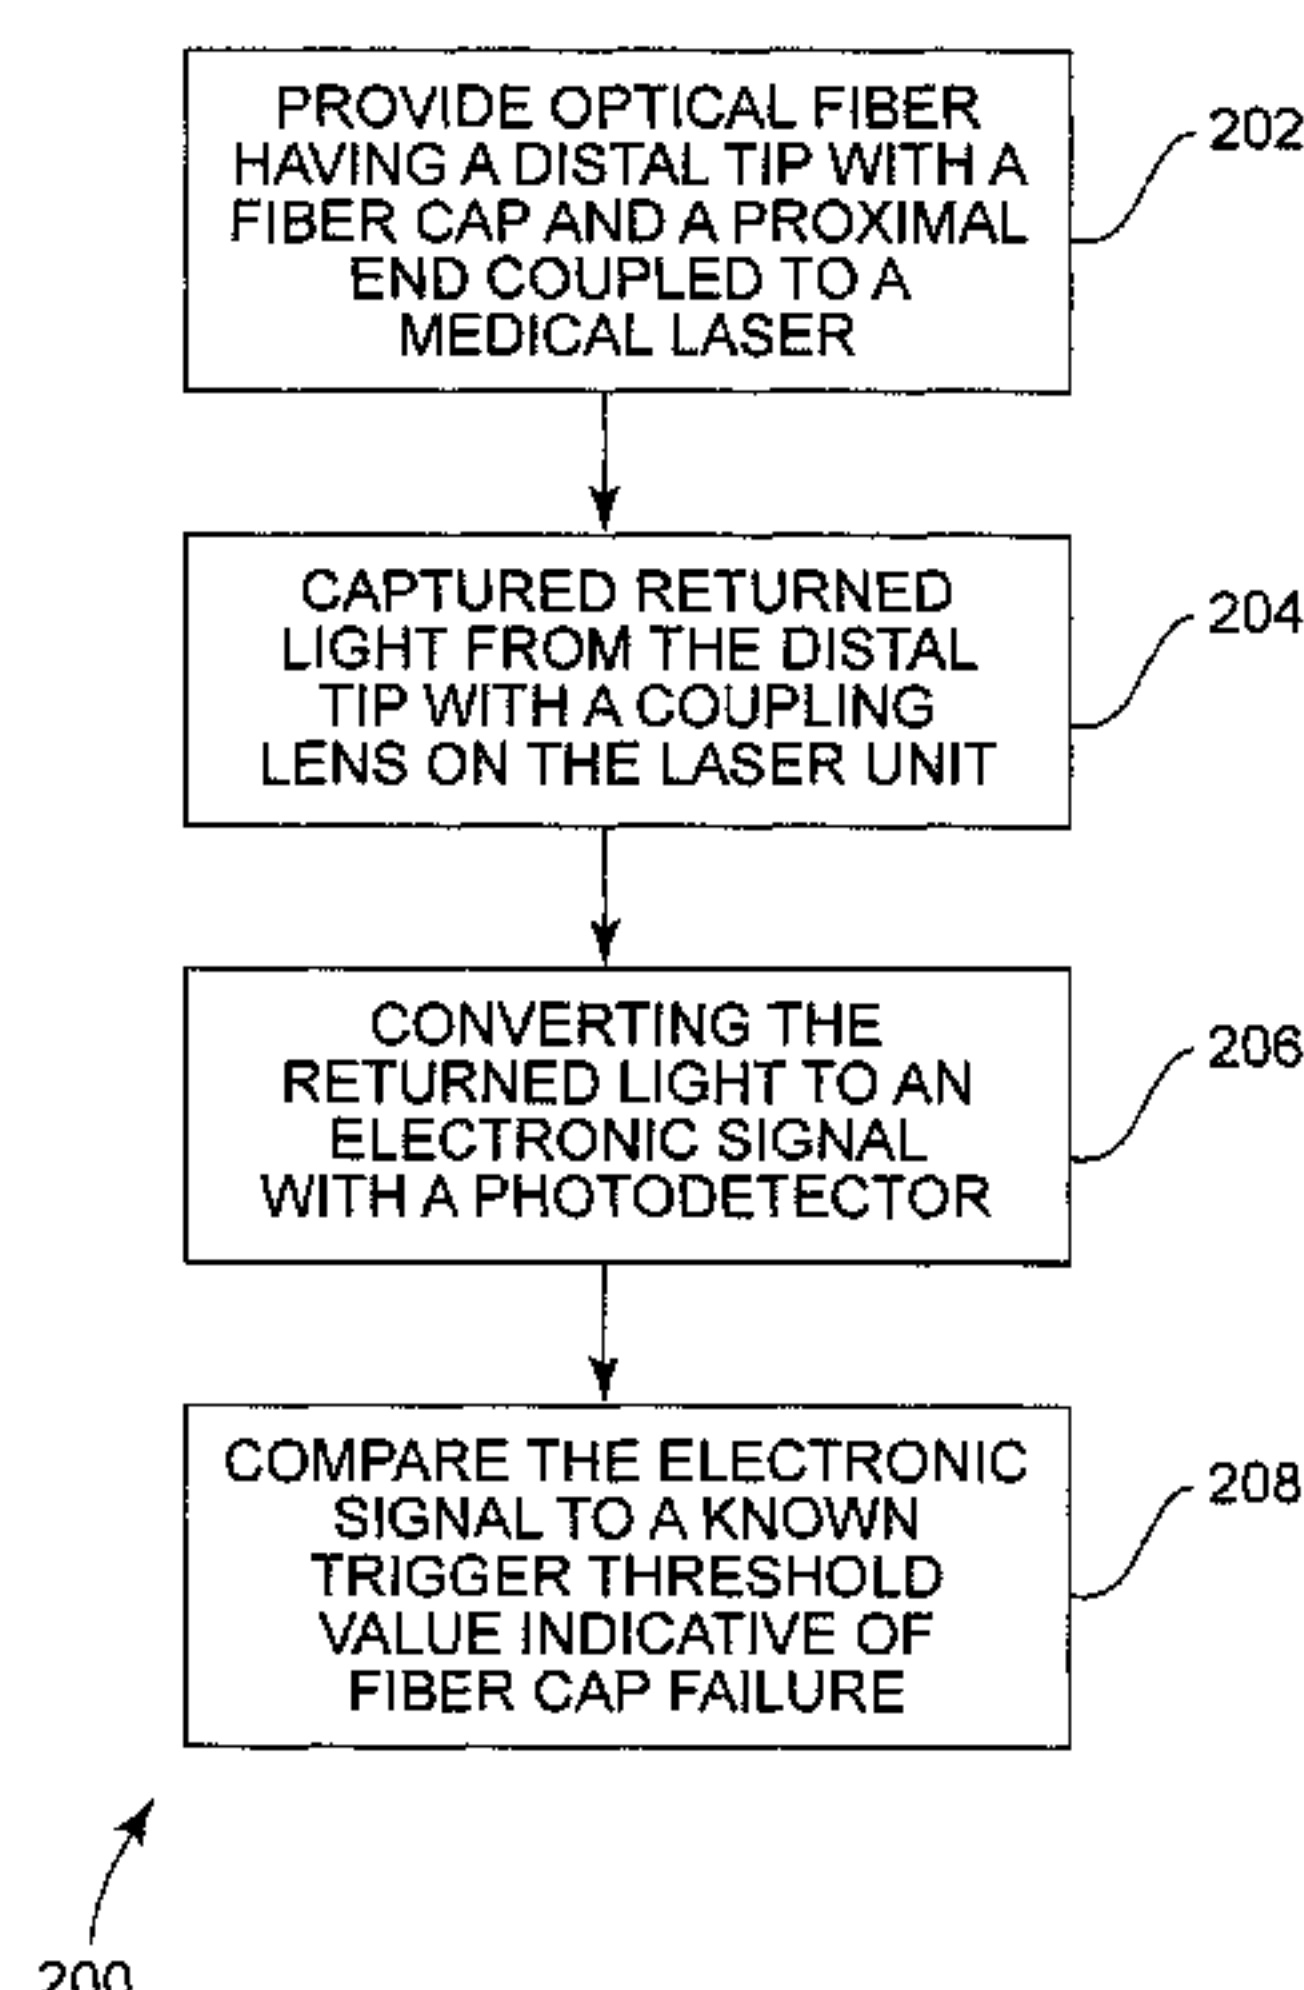 PROVIDE OPTICAL FIBER
HAVING A DISTAL TIP WITH A
FIBER CAP AND A PROXIMAL
END COUPLED TO A
MEDICAL LASER
202
CAPTURED RETURNED
LIGHT FROM THE DISTAL
TIP WITH A COUPLING
LENS ON THE LASER UNIT
204
CONVERTING THE
RETURNED LIGHT TO AN
ELECTRONIC SIGNAL
WITH A PHOTODETECTOR
206
COMPARE THE ELECTRONIC
SIGNAL TO A KNOWN
TRIGGER THRESHOLD
VALUE INDICATIVE OF
FIBER CAP FAILURE
208
200